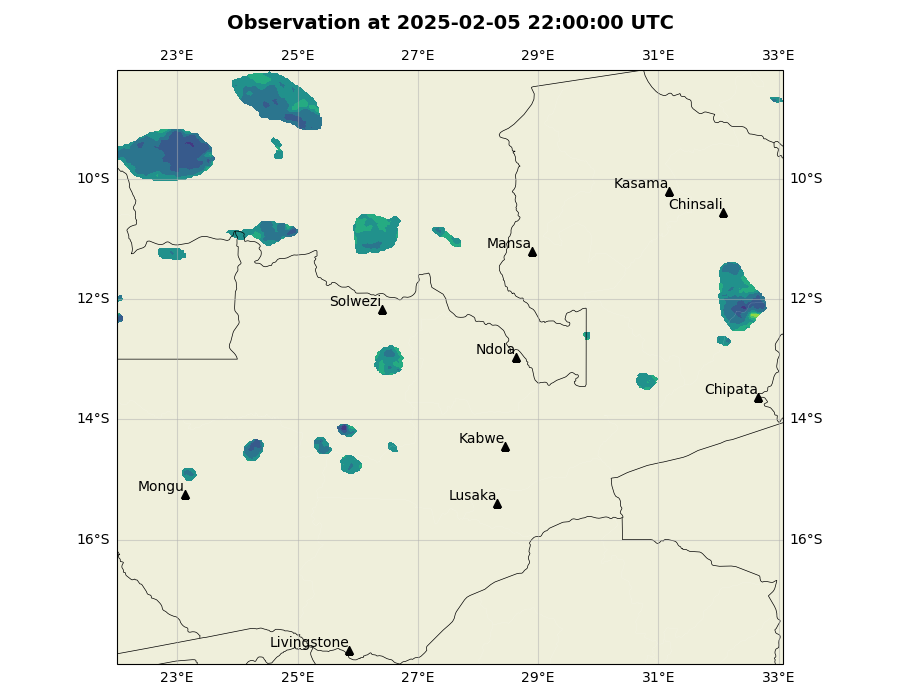 Observation at 2025-02-05 22:00:00 UTC
23°E 25°E 27°E 29°E 31°E 33°E
10°S 10°S
Kasama
Chinsali
Mansa
12°S 12°S
Solwezi
Ndola
Chipata
14°S 14°S
Kabwe
Mongu
Lusaka
16°S 16°S
Livingstone
23°E 25°E 27°E 29°E 31°E 33°E